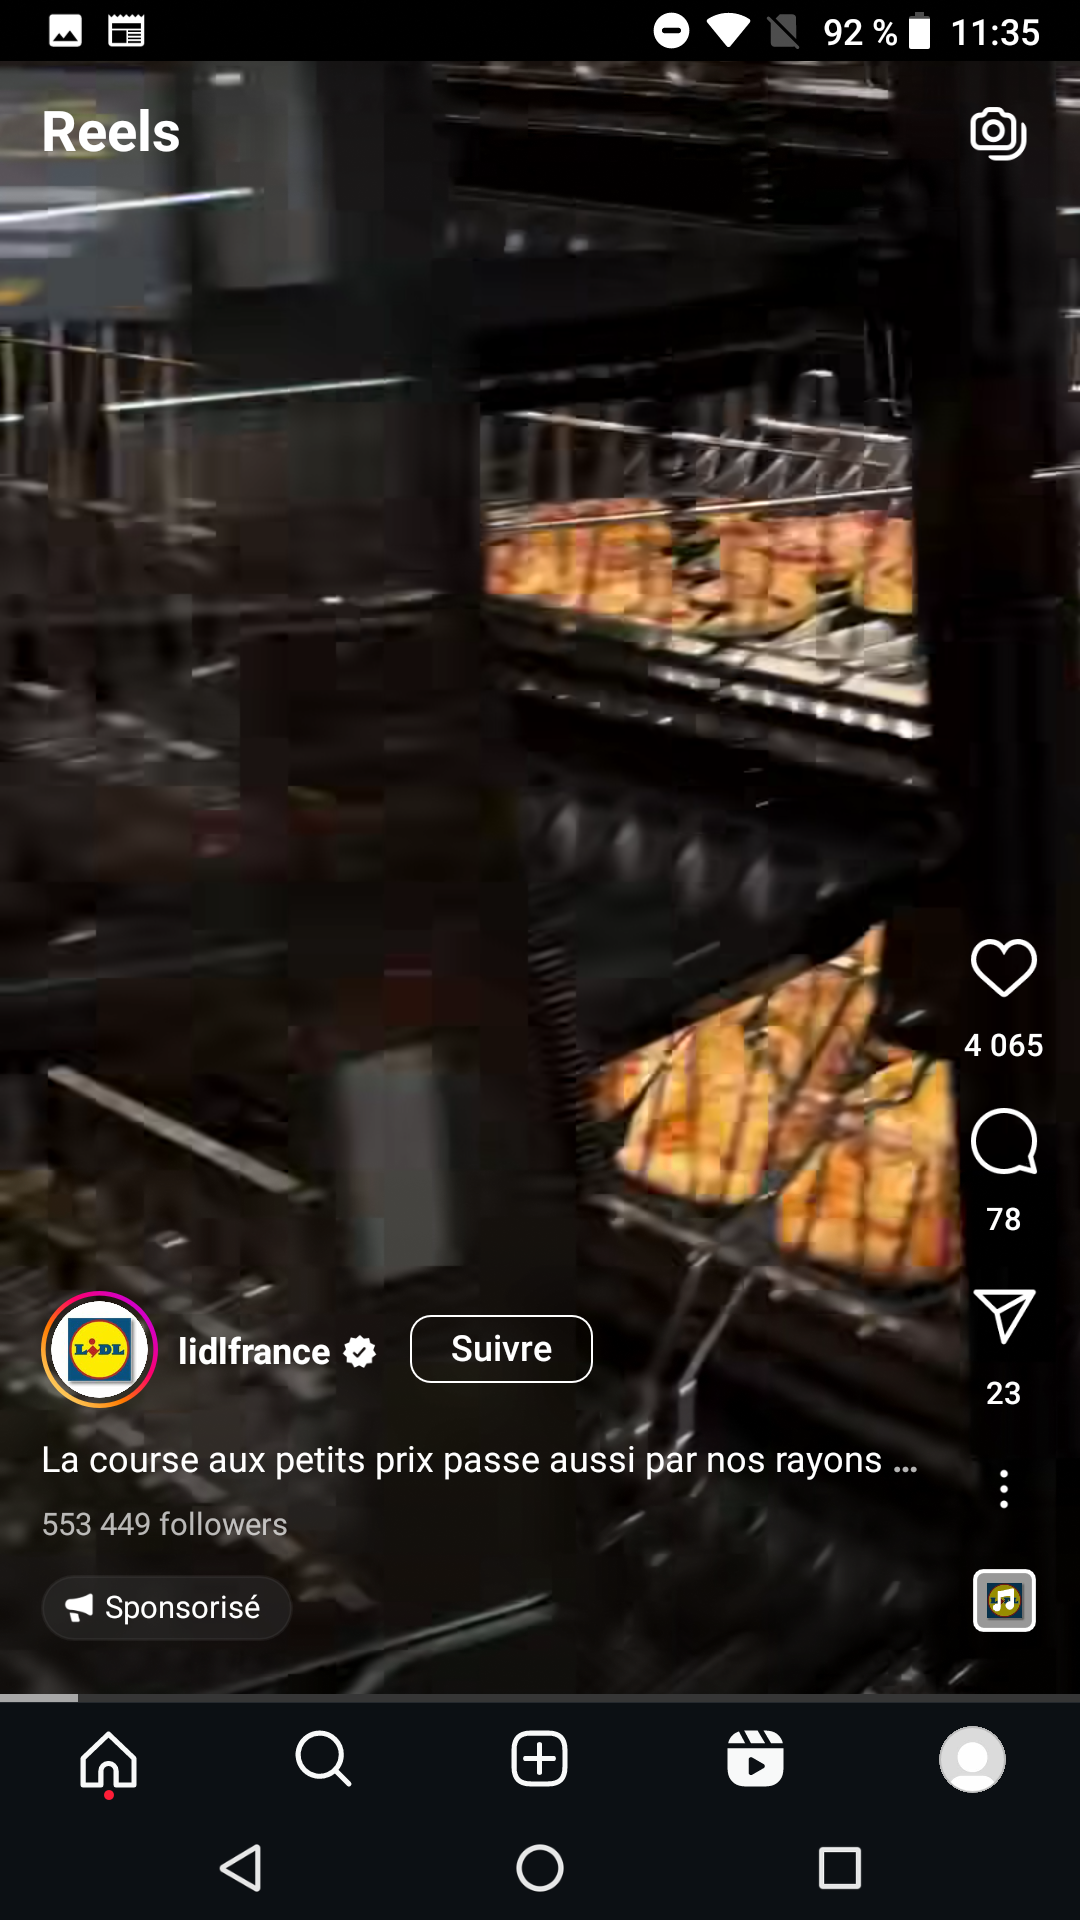 92 % 11:35
Reels
4 065
78
LiDL
lidlfrance
Suivre
23
La course aux petits prix passe aussi par nos rayons ...
553 449 followers
Sponsorisé